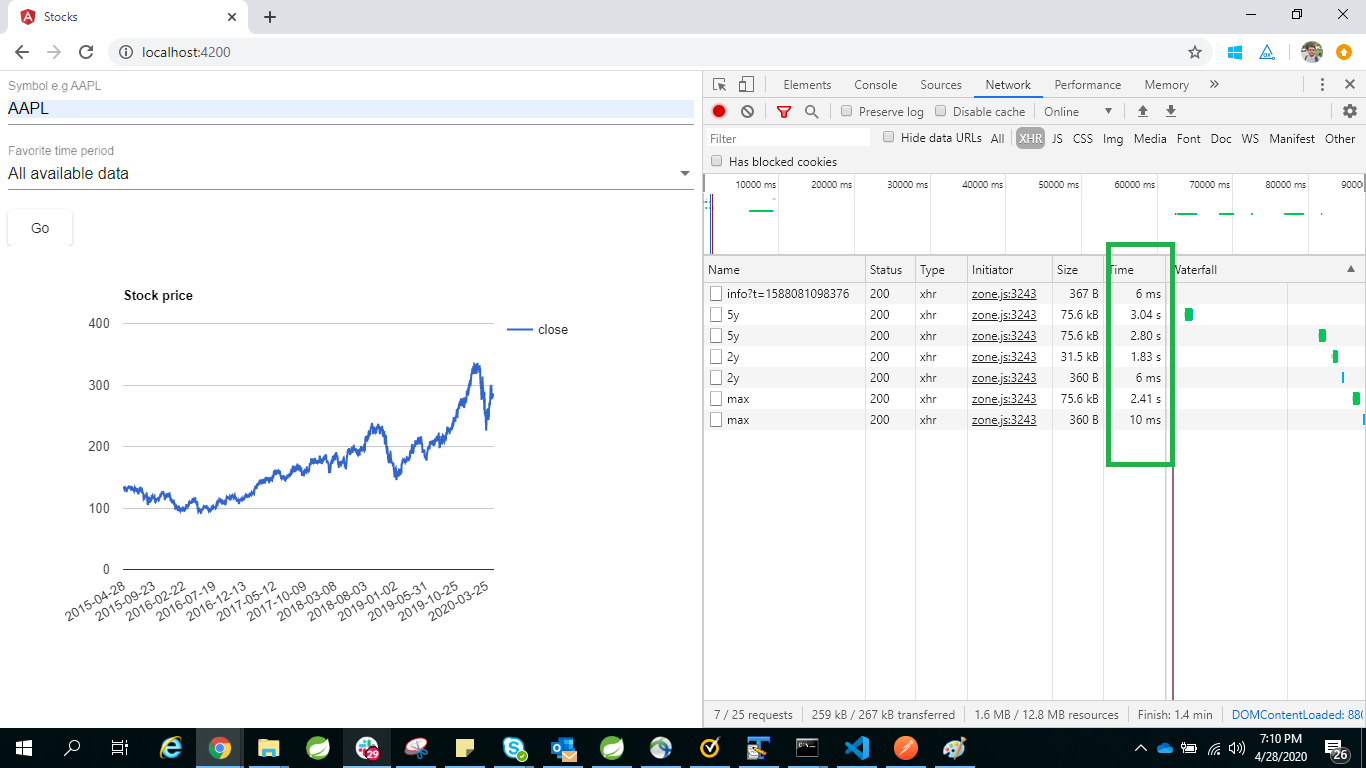 Stocks
localhost:4200
Symbol e.g AAPL
AAPL
Favorite time period
All available data
Go
Stock price
close
400
300
200
100
0
2015-04-28
2015-09-23
2016-02-22
2016-07-19
2016-12-13
2017-05-12
2017-10-09
2018-03-08
2018-08-03
2019-01-02
2019-05-31
2019-10-25
2020-03-25
Elements Console Sources Network Performance Memory
Preserve log Disable cache Online
Filter Hide data URLs All XHR JS CSS Img Media Font Doc WS Manifest Other
Has blocked cookies
10000 ms 20000 ms 30000 ms 40000 ms 50000 ms 60000 ms 70000 ms 80000 ms 9000
Name Status Type Initiator Size Time Waterfall
info?t=1588081098376 200 xhr zone.js:3243 367 B 6 ms
5y 200 xhr zone.js:3243 75.6 kB 3.04 s
5y 200 xhr zone.js:3243 75.6 kB 2.80 s
2y 200 xhr zone.js:3243 31.5 kB 1.83 s
2y 200 xhr zone.js:3243 360 B 6 ms
max 200 xhr zone.js:3243 75.6 kB 2.41 s
max 200 xhr zone.js:3243 360 B 10 ms
7 / 25 requests 259 kB / 267 kB transferred 1.6 MB / 12.8 MB resources Finish: 1.4 min DOMContentLoaded: 880
29
7:10 PM
4/28/2020
26